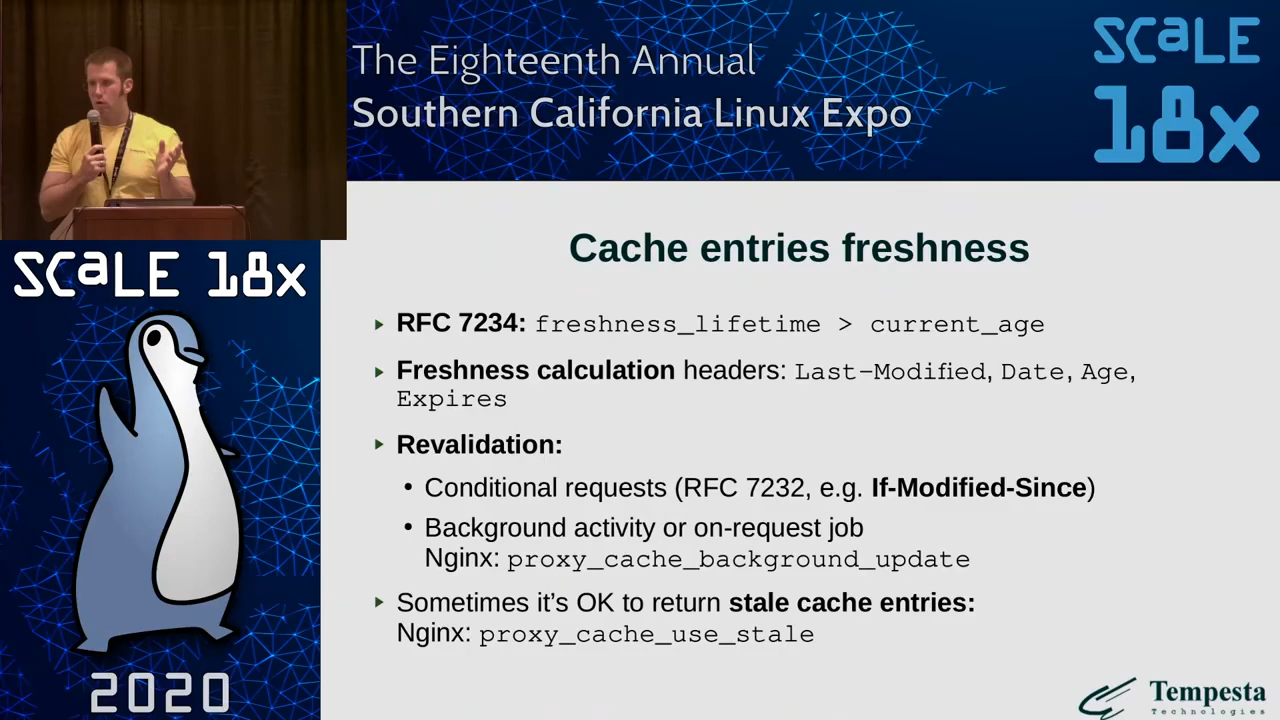 The Eighteenth Annual
Southern California Linux Expo
SCALE
18x
SCALE 18x
2020
Cache entries freshness
RFC 7234: freshness_lifetime > current_age
Freshness calculation headers: Last-Modified, Date, Age,
Expires
Revalidation:
• Conditional requests (RFC 7232, e.g. If-Modified-Since)
• Background activity or on-request job
Nginx: proxy_cache_background_update
Sometimes it’s OK to return stale cache entries:
Nginx: proxy_cache_use_stale
Tempesta
Technologies